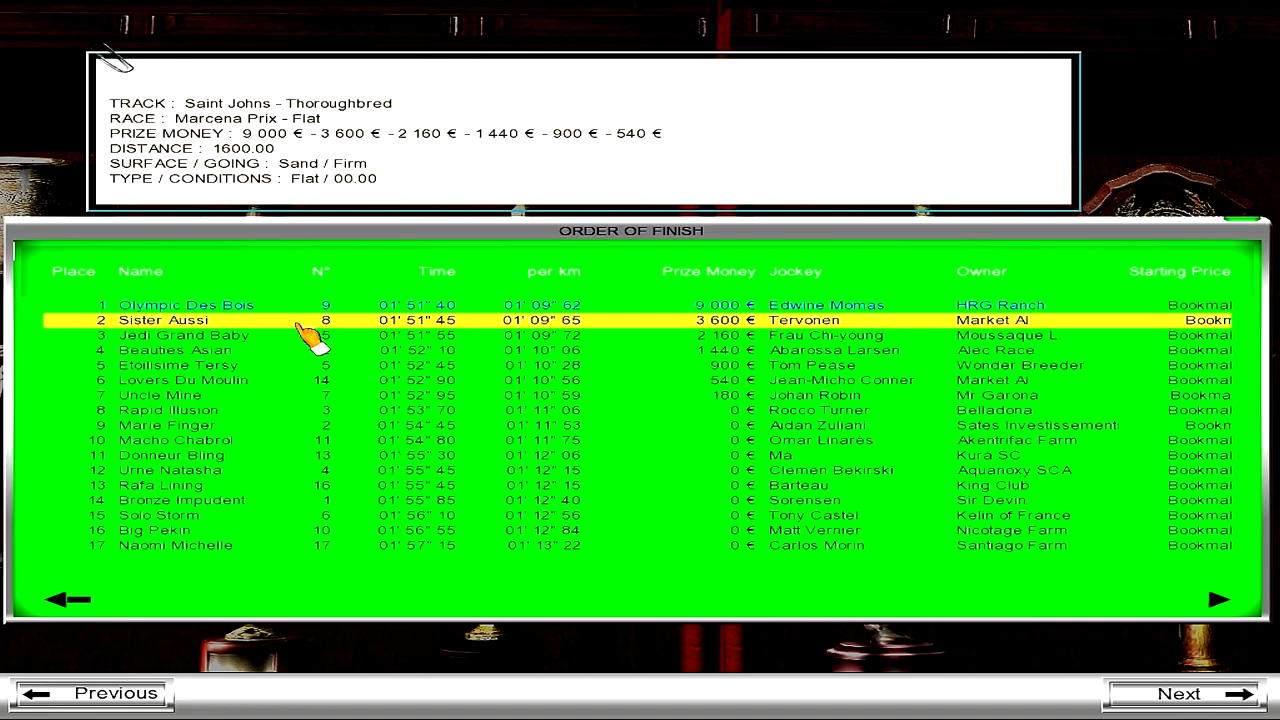 TRACK : Saint Johns - Thoroughbred
RACE : Marcena Prix - Flat
PRIZE MONEY : 9 000 € - 3 600 € - 2 160 € - 1 440 € - 900 € - 540 €
DISTANCE : 1600.00
SURFACE / GOING : Sand / Firm
TYPE / CONDITIONS : Flat / 00.00
ORDER OF FINISH
Place Name N° Time per km Prize Money Jockey Owner Starting Price
1 Olympic Des Bois 9 01' 51" 40 01' 09" 62 9 000 € Edwine Momas HRG Ranch Bookmal
2 Sister Aussi 8 01' 51" 45 01' 09" 65 3 600 € Tervonen Market Al Bookr
3 Jedi Grand Baby 01' 51" 55 01' 09" 72 2 160 € Frau Chi-young Moussaque L. Bookmal
4 Beauties Asian 01' 52" 10 01' 10" 06 1 440 € Abarossa Larsen Alec Race Bookmal
5 Etoilisime Tersy 5 01' 52" 45 01' 10" 28 900 € Tom Pease Wonder Breeder Bookmal
6 Lovers Du Moulin 14 01' 52" 90 01' 10" 56 540 € Jean-Micho Conner Market Al Bookmal
7 Uncle Mine 7 01' 52" 95 01' 10" 59 180 € Johan Robin Mr Garona Bookma
8 Rapid Illusion 3 01' 53" 70 01' 11" 06 0 € Rocco Turner Belladona Bookmal
9 Marie Finger 2 01' 54" 45 01' 11" 53 0 € Aidan Zuliani Sates Investissement Bookr
10 Macho Chabrol 11 01' 54" 80 01' 11" 75 0 € Omar Linares Akentrifac Farm Bookmal
11 Donneur Bling 13 01' 55" 30 01' 12" 06 0 € Ma Kura SC Bookmal
12 Urne Natasha 4 01' 55" 45 01' 12" 15 0 € Clemen Bekirski Aquanoxy SCA Bookmal
13 Rafa Lining 16 01' 55" 45 01' 12" 15 0 € Barteau King Club Bookmal
14 Bronze Impudent 1 01' 55" 85 01' 12" 40 0 € Sorensen Sir Devin Bookmal
15 Solo Storm 6 01' 56" 10 01' 12" 56 0 € Tony Castel Kelin of France Bookmal
16 Big Pekin 10 01' 56" 55 01' 12" 84 0 € Matt Vernier Nicotage Farm Bookmal
17 Naomi Michelle 17 01' 57" 15 01' 13" 22 0 € Carlos Morin Santiago Farm Bookmal
Previous
Next